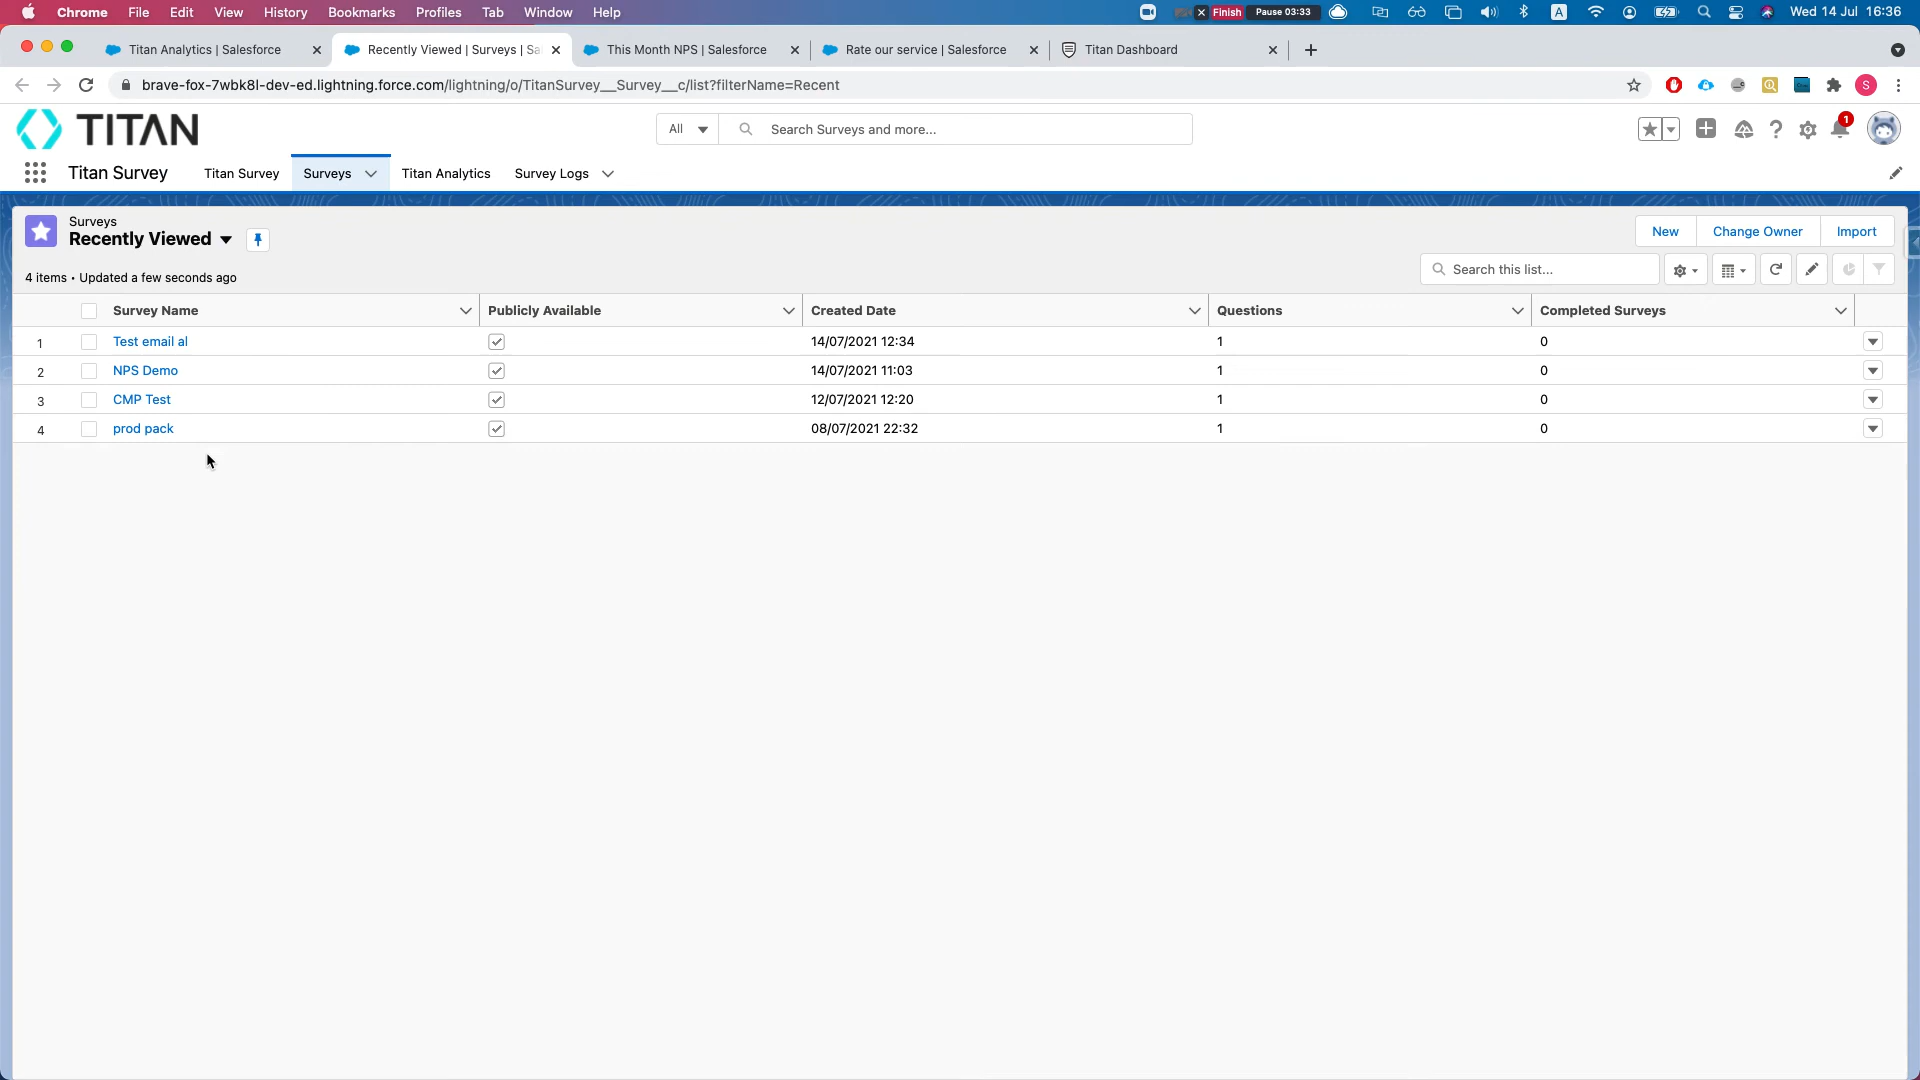 Chrome File Edit View History Bookmarks Profiles Tab Window Help Finish Pause 03:33 A Wed 14 Jul 16:36
Titan Analytics | Salesforce Recently Viewed | Surveys | Sa This Month NPS | Salesforce Rate our service | Salesforce Titan Dashboard
brave-fox-7wbk8l-dev-ed.lightning.force.com/lightning/o/TitanSurvey__Survey__c/list?filterName=Recent S
TITAN All Search Surveys and more... 1
Titan Survey Titan Survey Surveys Titan Analytics Survey Logs
Surveys
Recently Viewed New Change Owner Import
4 items • Updated a few seconds ago Search this list...
Survey Name Publicly Available Created Date Questions Completed Surveys
1 Test email al 14/07/2021 12:34 1 0
2 NPS Demo 14/07/2021 11:03 1 0
3 CMP Test 12/07/2021 12:20 1 0
4 prod pack 08/07/2021 22:32 1 0